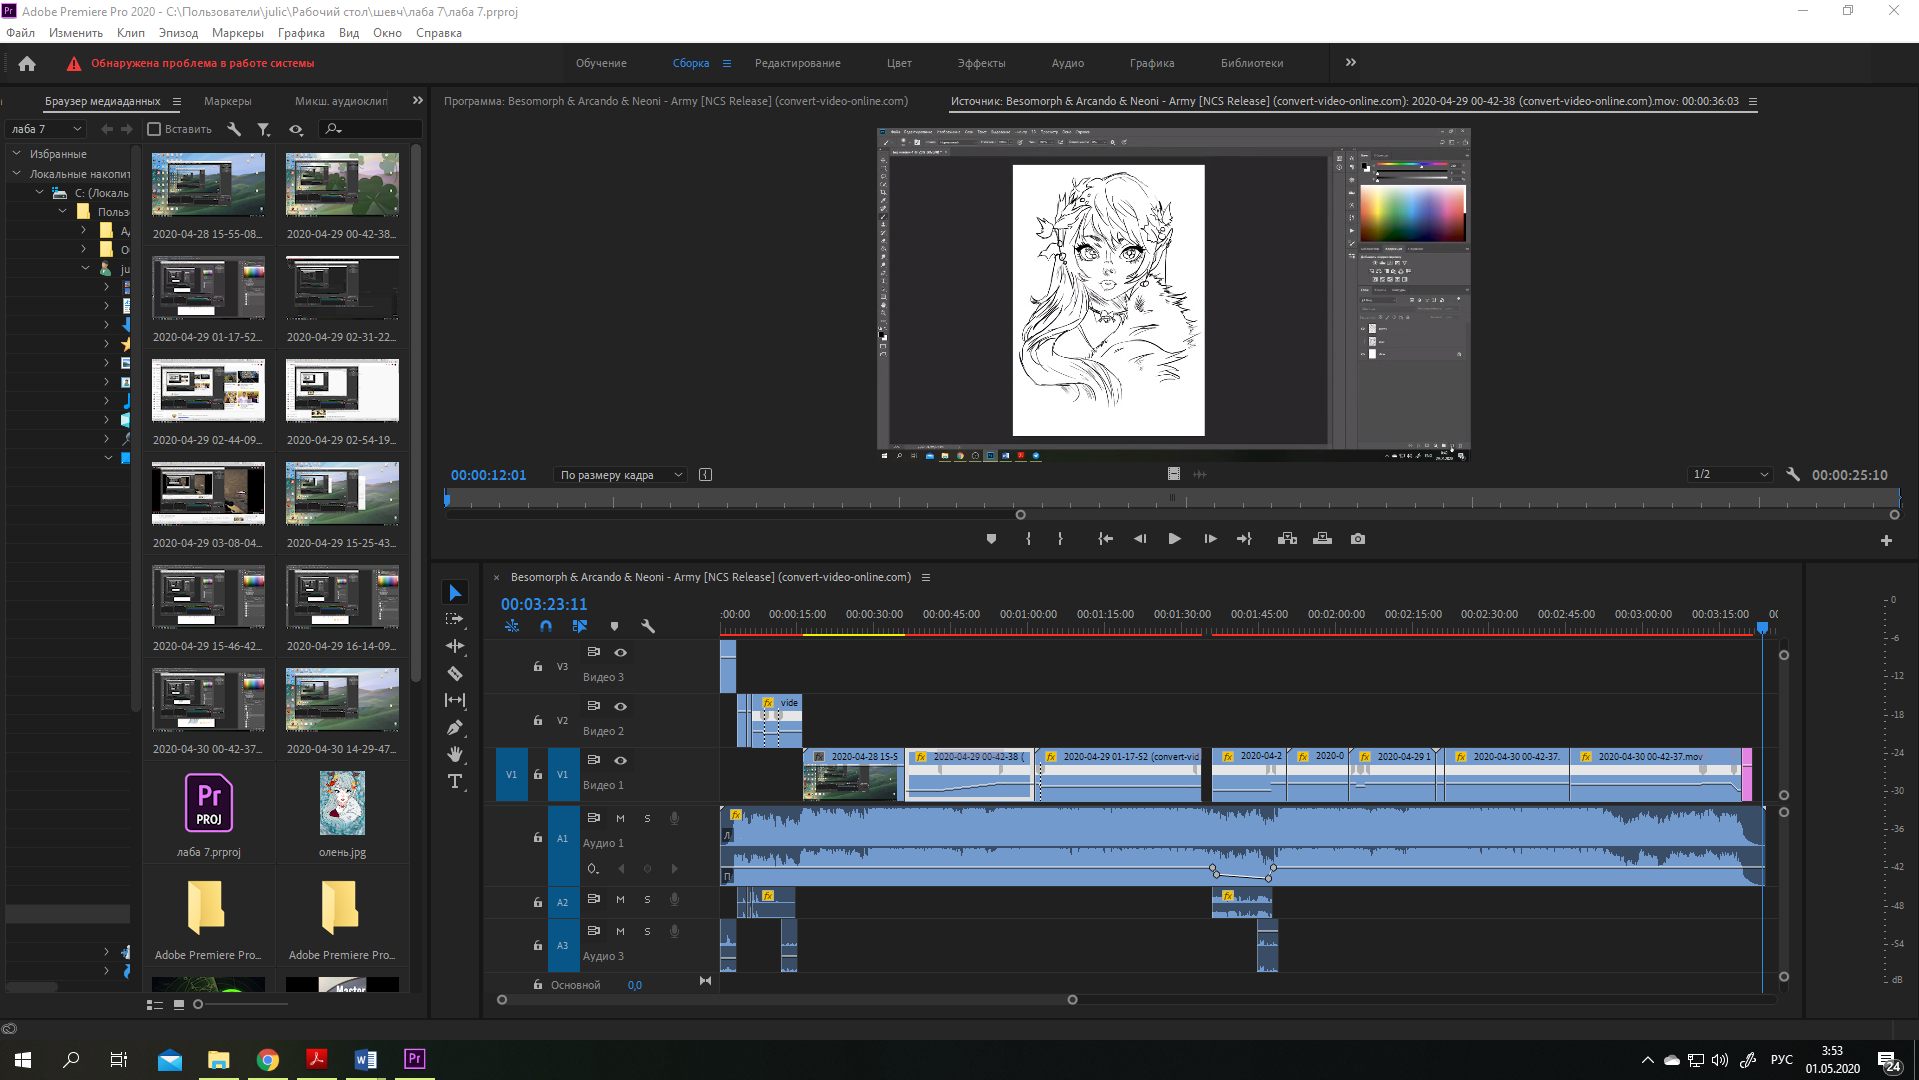 Adobe Premiere Pro 2020 - C:\Пользователи\julic\Рабочий стол\шевч\лаба 7\лаба 7.prproj
Файл Изменить Клип Эпизод Маркеры Графика Вид Окно Справка
Обнаружена проблема в работе системы
Обучение Сборка Редактирование Цвет Эффекты Аудио Графика Библиотеки
Браузер медиаданных Маркеры Микш. аудиоклип
Программа: Besomorph & Arcando & Neoni - Army [NCS Release] (convert-video-online.com)
Источник: Besomorph & Arcando & Neoni - Army [NCS Release] (convert-video-online.com): 2020-04-29 00-42-38 (convert-video-online.com).mov: 00:00:36:03
лаба 7 Вставить
Избранные
Локальные накопит
C: (Локаль
Польз
ju
2020-04-28 15-55-08... 2020-04-29 00-42-38...
2020-04-29 01-17-52... 2020-04-29 02-31-22...
2020-04-29 02-44-09... 2020-04-29 02-54-19...
2020-04-29 03-08-04... 2020-04-29 15-25-43...
2020-04-29 15-46-42... 2020-04-29 16-14-09...
2020-04-30 00-42-37... 2020-04-30 14-29-47...
Pr
PROJ
лаба 7.prproj олень.jpg
Adobe Premiere Pro... Adobe Premiere Pro...
Master
00:00:12:01 По размеру кадра 1/2 00:00:25:10
Besomorph & Arcando & Neoni - Army [NCS Release] (convert-video-online.com)
00:03:23:11
:00:00 00:00:15:00 00:00:30:00 00:00:45:00 00:01:00:00 00:01:15:00 00:01:30:00 00:01:45:00 00:02:00:00 00:02:15:00 00:02:30:00 00:02:45:00 00:03:00:00 00:03:15:00 00
V3 Видео 3
V2 Видео 2
fx vide
V1 V1 Видео 1
fx 2020-04-28 15-5 fx 2020-04-29 00-42-38 ( fx 2020-04-29 01-17-52 (convert-vid fx 2020-04-2 fx 2020-0 fx 2020-04-29 1 fx 2020-04-30 00-42-37. fx 2020-04-30 00-42-37.mov
A1 M S Аудио 1
fx
Л
П
A2 M S
fx fx
A3 M S Аудио 3
Основной 0,0
0
-6
-12
-18
-24
-30
-36
-42
-48
-54
dB
Pr
РУС
3:53
01.05.2020
24